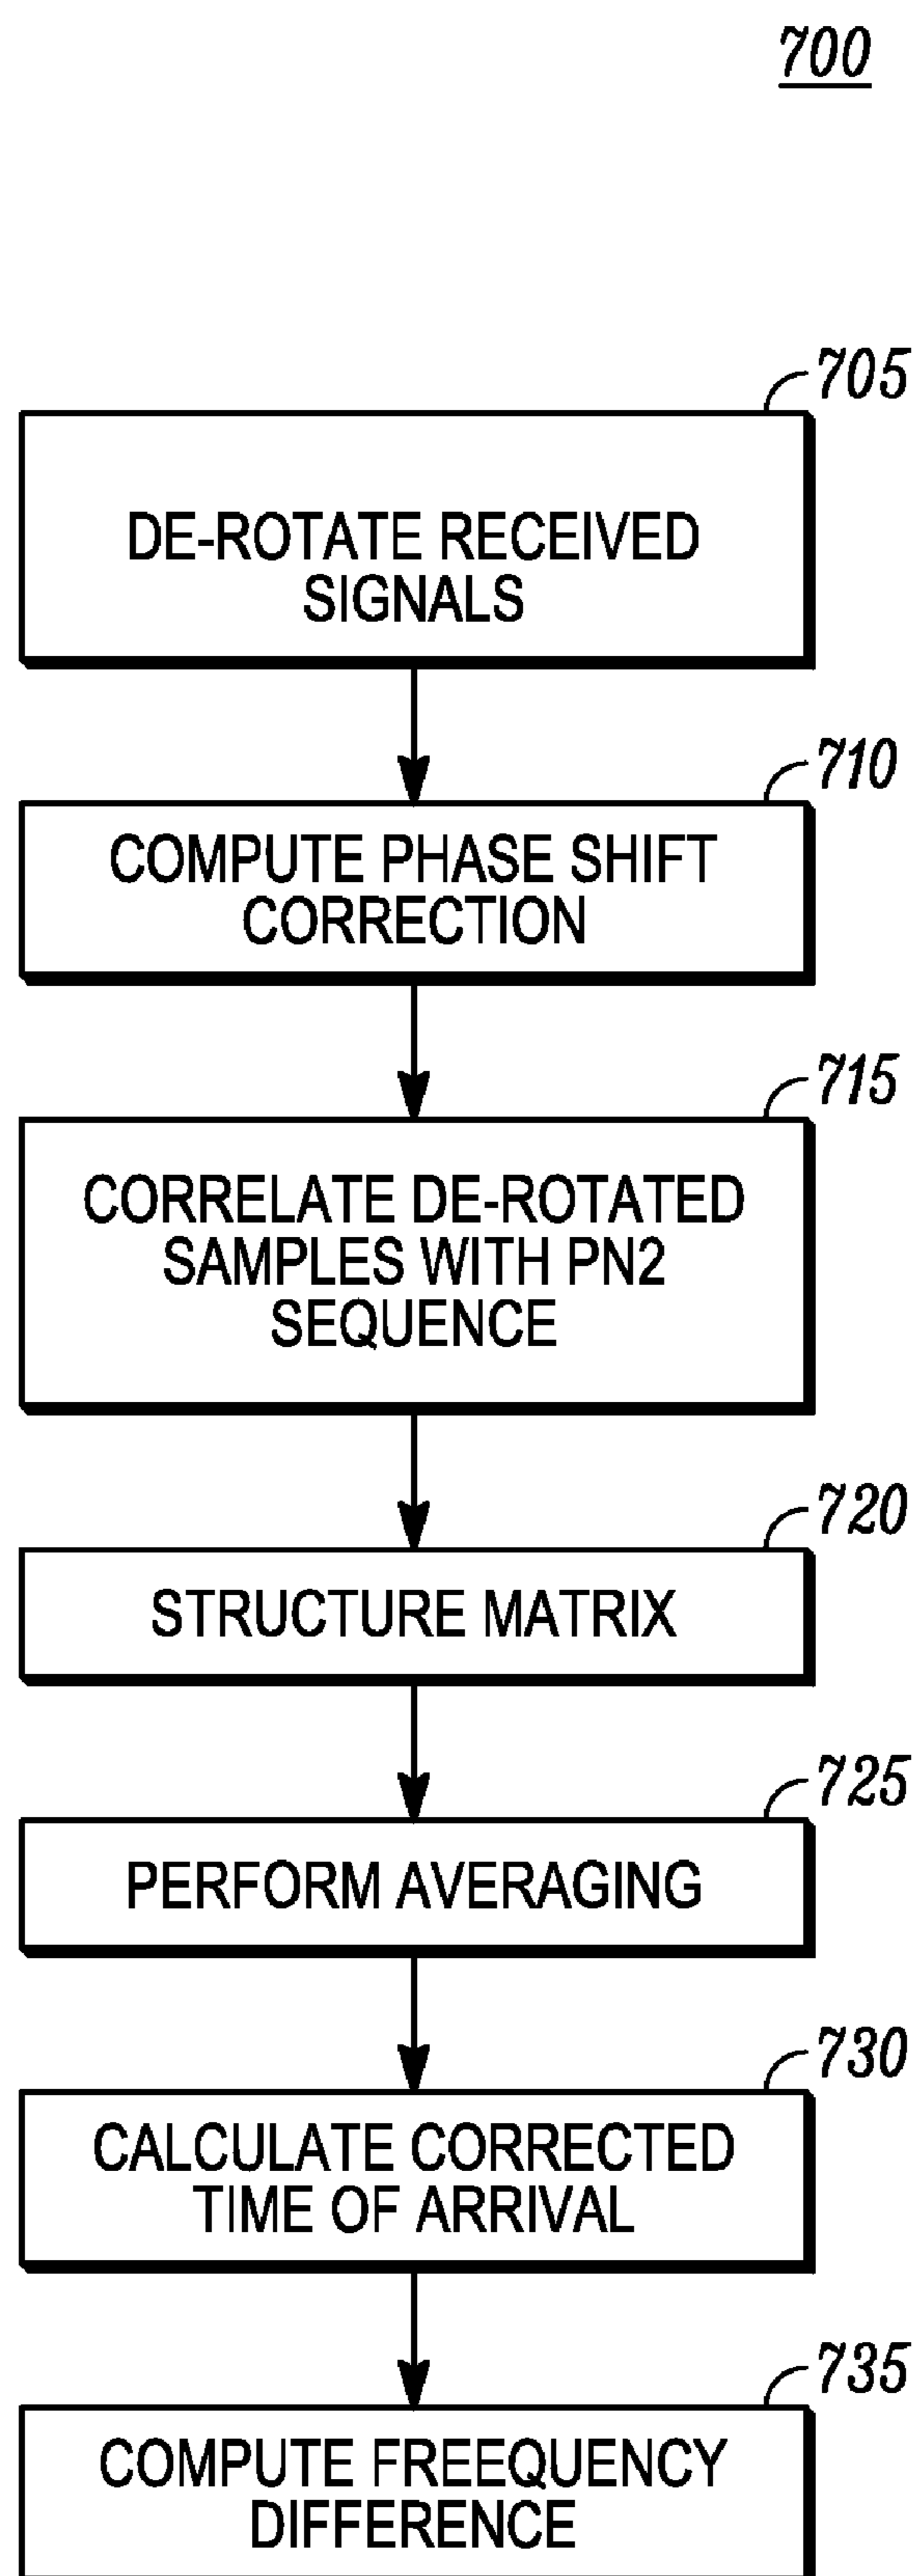 700
705
DE-ROTATE RECEIVED
SIGNALS
710
COMPUTE PHASE SHIFT
CORRECTION
715
CORRELATE DE-ROTATED
SAMPLES WITH PN2
SEQUENCE
720
STRUCTURE MATRIX
725
PERFORM AVERAGING
730
CALCULATE CORRECTED
TIME OF ARRIVAL
735
COMPUTE FREEQUENCY
DIFFERENCE